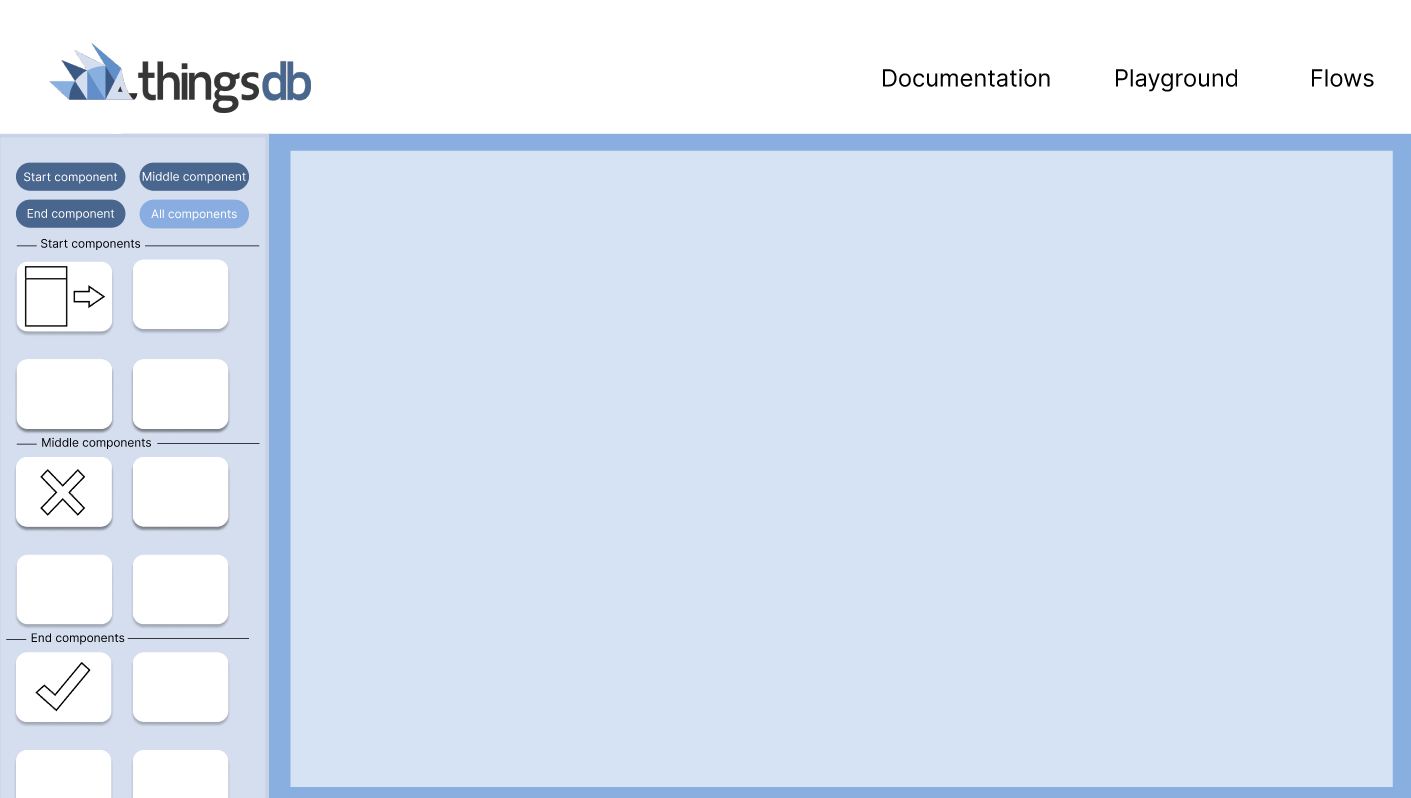 thingsdb
Documentation
Playground
Flows
Start component
Middle component
End component
All components
Start components
Middle components
End components